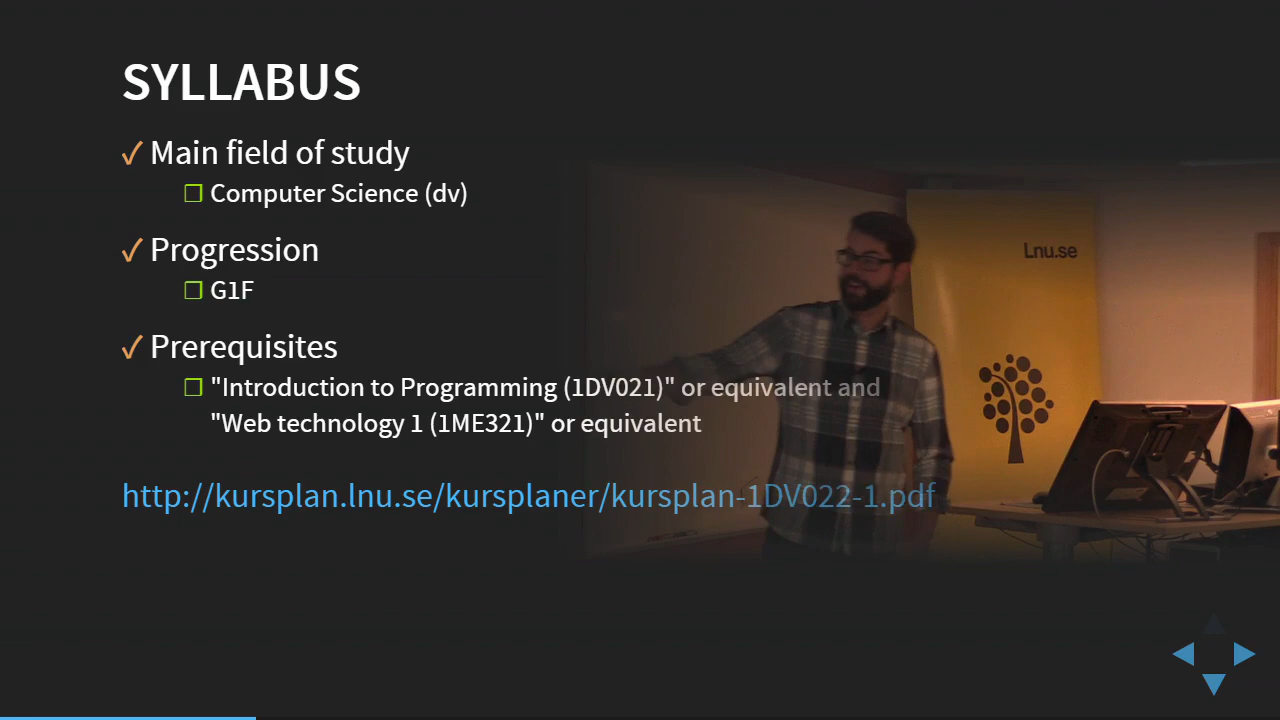 SYLLABUS
Main field of study
Computer Science (dv)
Progression
G1F
Prerequisites
"Introduction to Programming (1DV021)" or equivalent and
"Web technology 1 (1ME321)" or equivalent
http://kursplan.lnu.se/kursplaner/kursplan-1DV022-1.pdf
Lnu.se